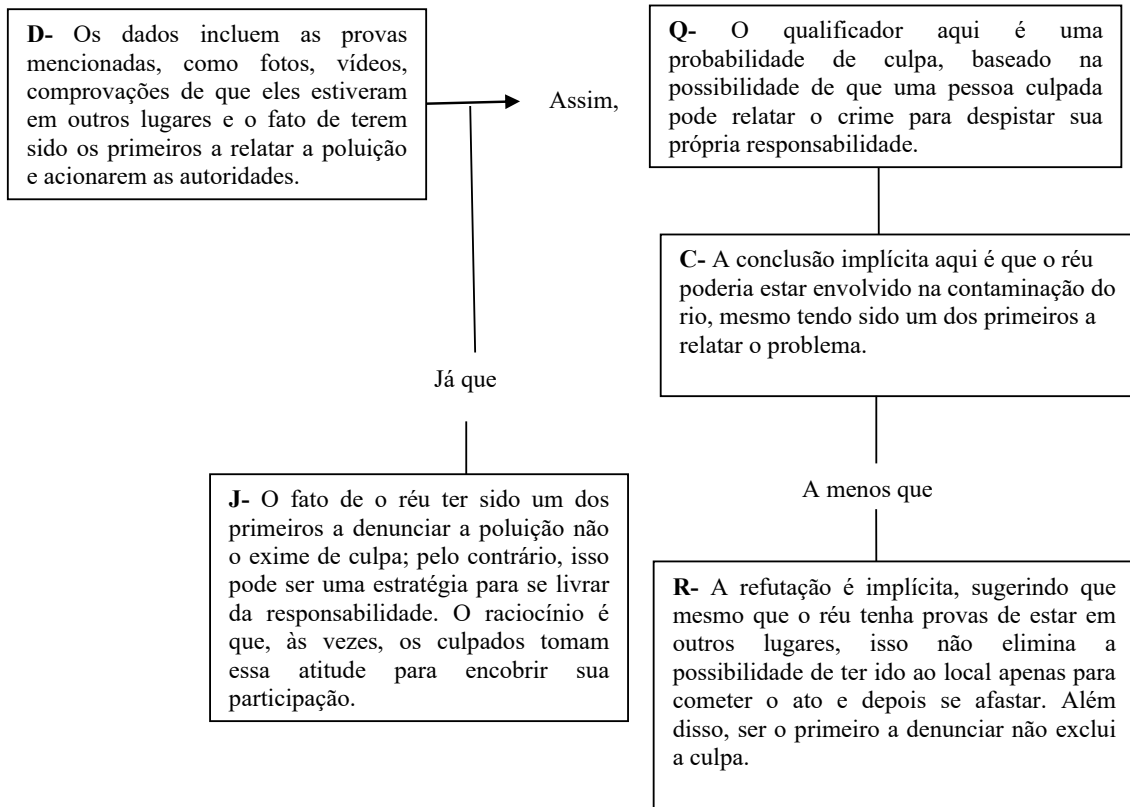 D- Os dados incluem as provas
mencionadas, como fotos, vídeos,
comprovações de que eles estiveram
em outros lugares e o fato de terem
sido os primeiros a relatar a poluição
e acionarem as autoridades.
Assim,
Q- O qualificador aqui é uma
probabilidade de culpa, baseado na
possibilidade de que uma pessoa culpada
pode relatar o crime para despistar sua
própria responsabilidade.
C- A conclusão implícita aqui é que o réu
poderia estar envolvido na contaminação do
rio, mesmo tendo sido um dos primeiros a
relatar o problema.
Já que
J- O fato de o réu ter sido um dos
primeiros a denunciar a poluição não
o exime de culpa; pelo contrário, isso
pode ser uma estratégia para se livrar
da responsabilidade. O raciocínio é
que, às vezes, os culpados tomam
essa atitude para encobrir sua
participação.
A menos que
R- A refutação é implícita, sugerindo que
mesmo que o réu tenha provas de estar em
outros lugares, isso não elimina a
possibilidade de ter ido ao local apenas para
cometer o ato e depois se afastar. Além
disso, ser o primeiro a denunciar não exclui
a culpa.